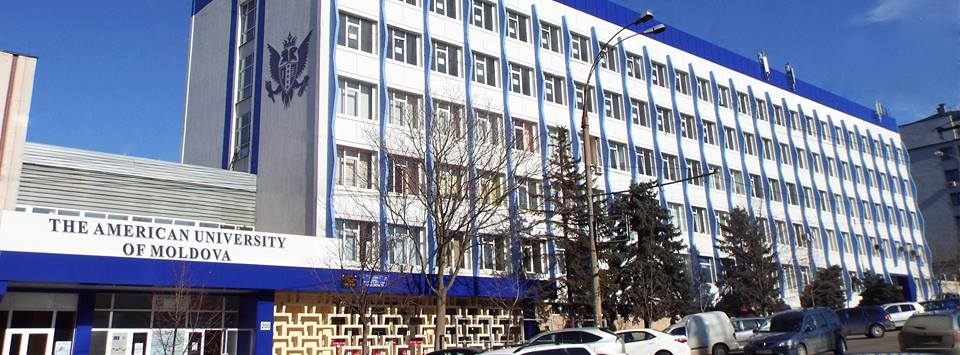 THE AMERICAN UNIVERSITY
OF MOLDOVA